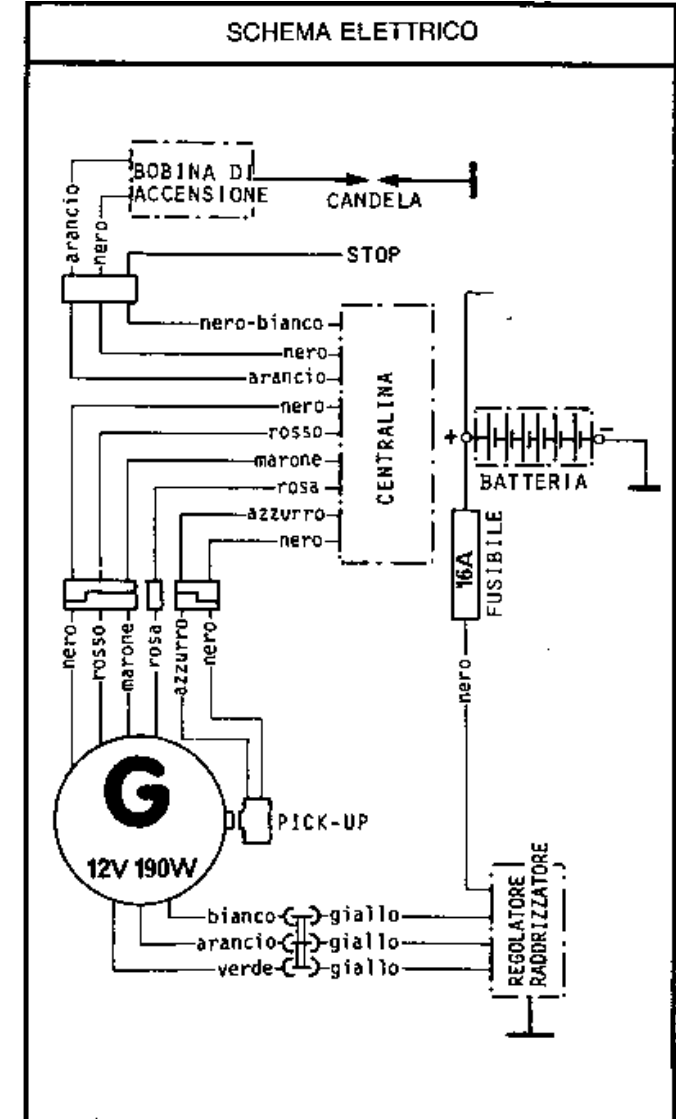 SCHEMA ELETTRICO
BOBINA DI
ACCENSIONE
CANDELA
arancio
nero
STOP
nero-bianco
nero
arancio
nero
rosso
marone
rosa
azzurro
nero
CENTRALINA
+
-
BATTERIA
16A
FUSIBILE
nero
rosso
marone
rosa
azzurro
nero
nero
G
12V 190W
PICK-UP
bianco
giallo
arancio
giallo
verde
giallo
REGOLATORE
RADDRIZZATORE